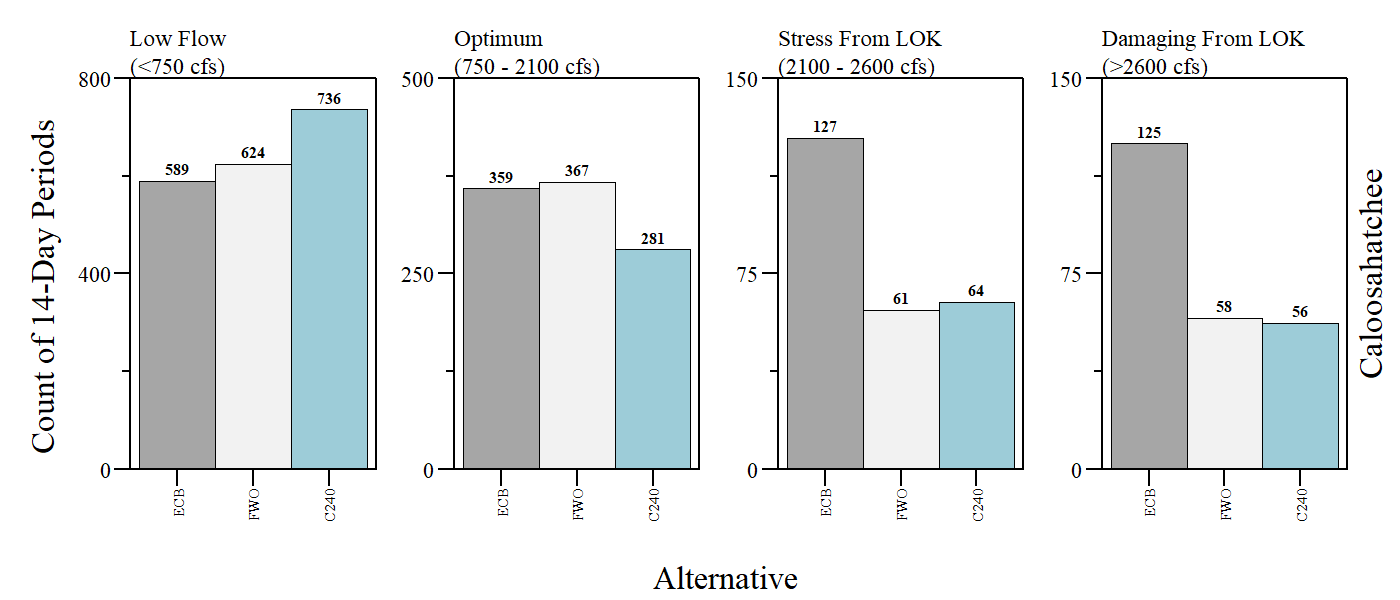 Low Flow
(<750 cfs)
Optimum
(750 - 2100 cfs)
Stress From LOK
(2100 - 2600 cfs)
Damaging From LOK
(>2600 cfs)
Count of 14-Day Periods
800
400
0
589
624
736
ECB
FWO
C240
500
250
0
359
367
281
ECB
FWO
C240
150
75
0
127
61
64
ECB
FWO
C240
150
75
0
125
58
56
ECB
FWO
C240
Caloosahatchee
Alternative